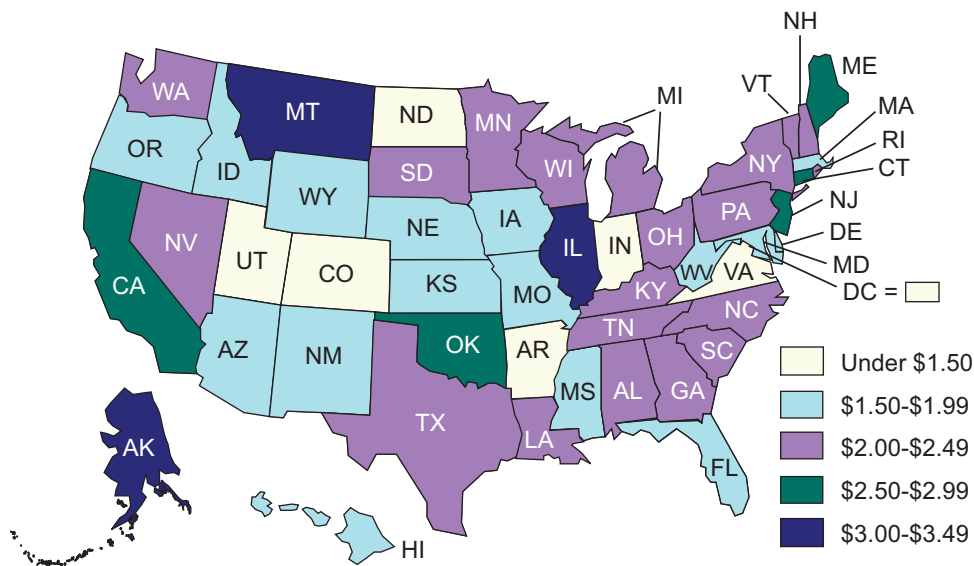 NH
ME
VT
MA
MI
RI
CT
WA
MT
ND
MN
OR
ID
SD
WI
NY
WY
NJ
PA
DE
IA
NE
MD
NV
OH
IL
IN
UT
WV
VA
DC =
CO
CA
KS
MO
KY
NC
TN
OK
AR
SC
AZ
NM
MS
AL
GA
TX
LA
AK
FL
HI
Under $1.50
$1.50-$1.99
$2.00-$2.49
$2.50-$2.99
$3.00-$3.49